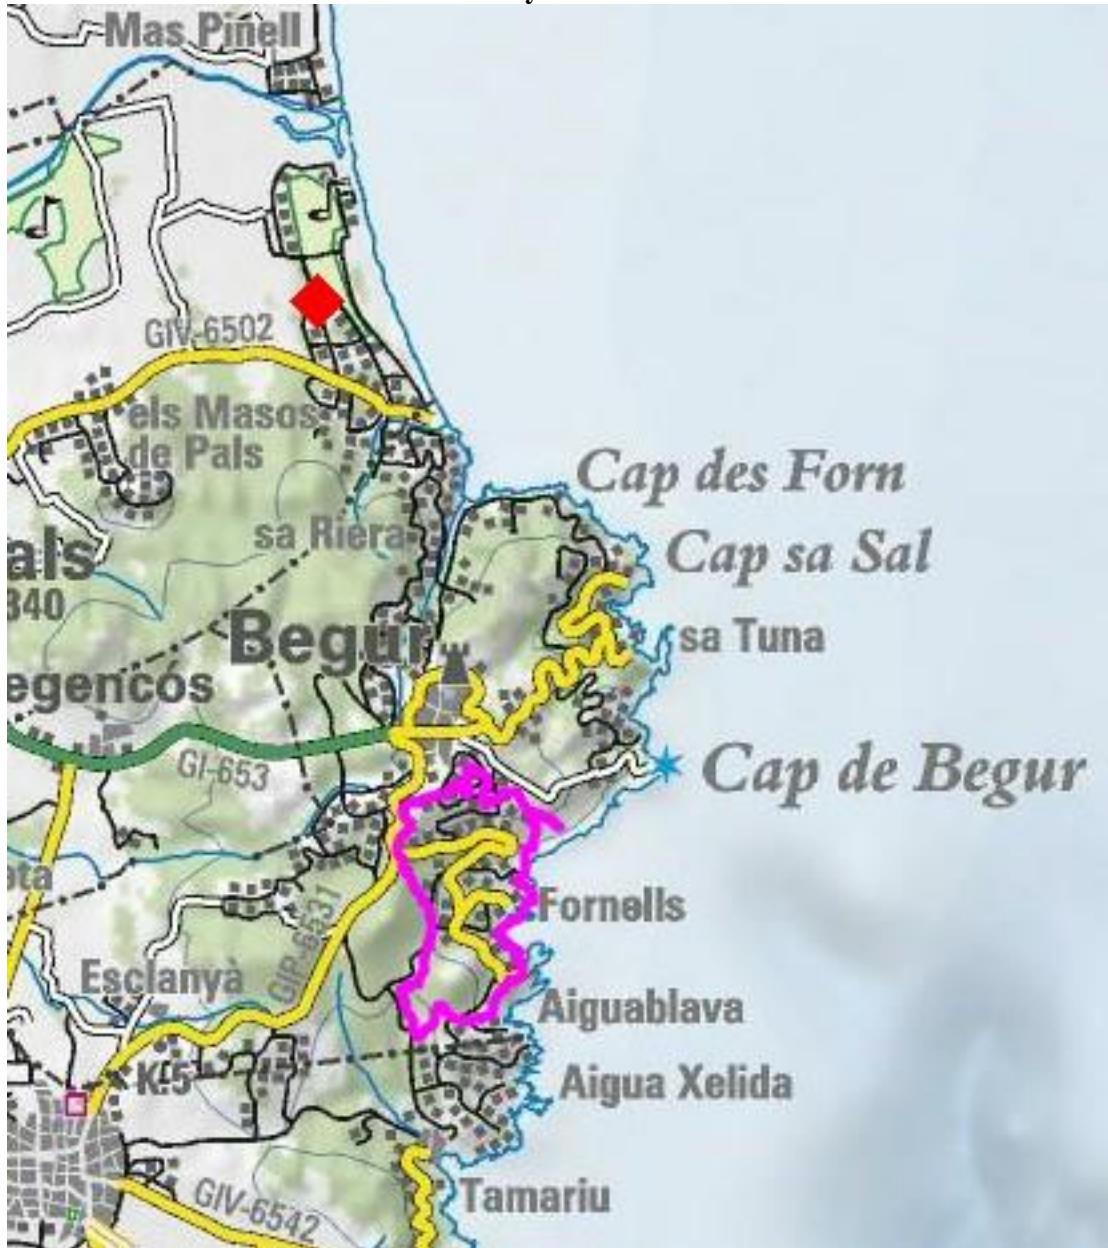 Mas Pinell
GIV-6502
els Masos
de Pals
Cap des Forn
sa Riera
Cap sa Sal
als
340
Begur
sa Tuna
egencós
GI-653
Cap de Begur
ota
Fornells
GIP-6531
Esclanyà
Aiguablava
K.5
Aigua Xelida
Tamariu
GIV-6542